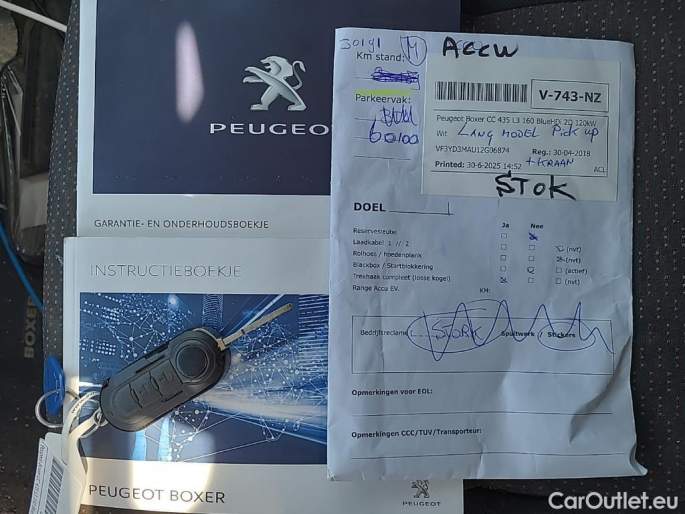 PEUGEOT
GARANTIE- EN ONDERHOUDSBOEKJE
INSTRUCTIEBOEKJE
PEUGEOT BOXER
PEUGEOT
BOXER
30191 M ACCU
Km stand:
Parkeervak:
60100
V-743-NZ
Peugeot Boxer CC 435 L3 160 BlueHDi 2D 120kW
Wit LANG MODEL PICK UP
VF3YD3MAU12G06874 Reg.: 30-04-2018
Printed: 30-6-2025 14:52 + KRAAN ACL
STOK
DOEL
Ja Nee
Reservesleutel
Laadkabel 1 // 2 (nvt)
Rolhoes / hoedenplank (nvt)
Blackbox / Startblokkering (actief)
Trekhaak compleet (losse kogel) (nvt)
Range Accu EV. KM:
Bedrijfsreclame STORK Spuitwerk / Stickers
Opmerkingen voor EOL:
Opmerkingen CCC/TUV/Transporteur:
CarOutlet.eu